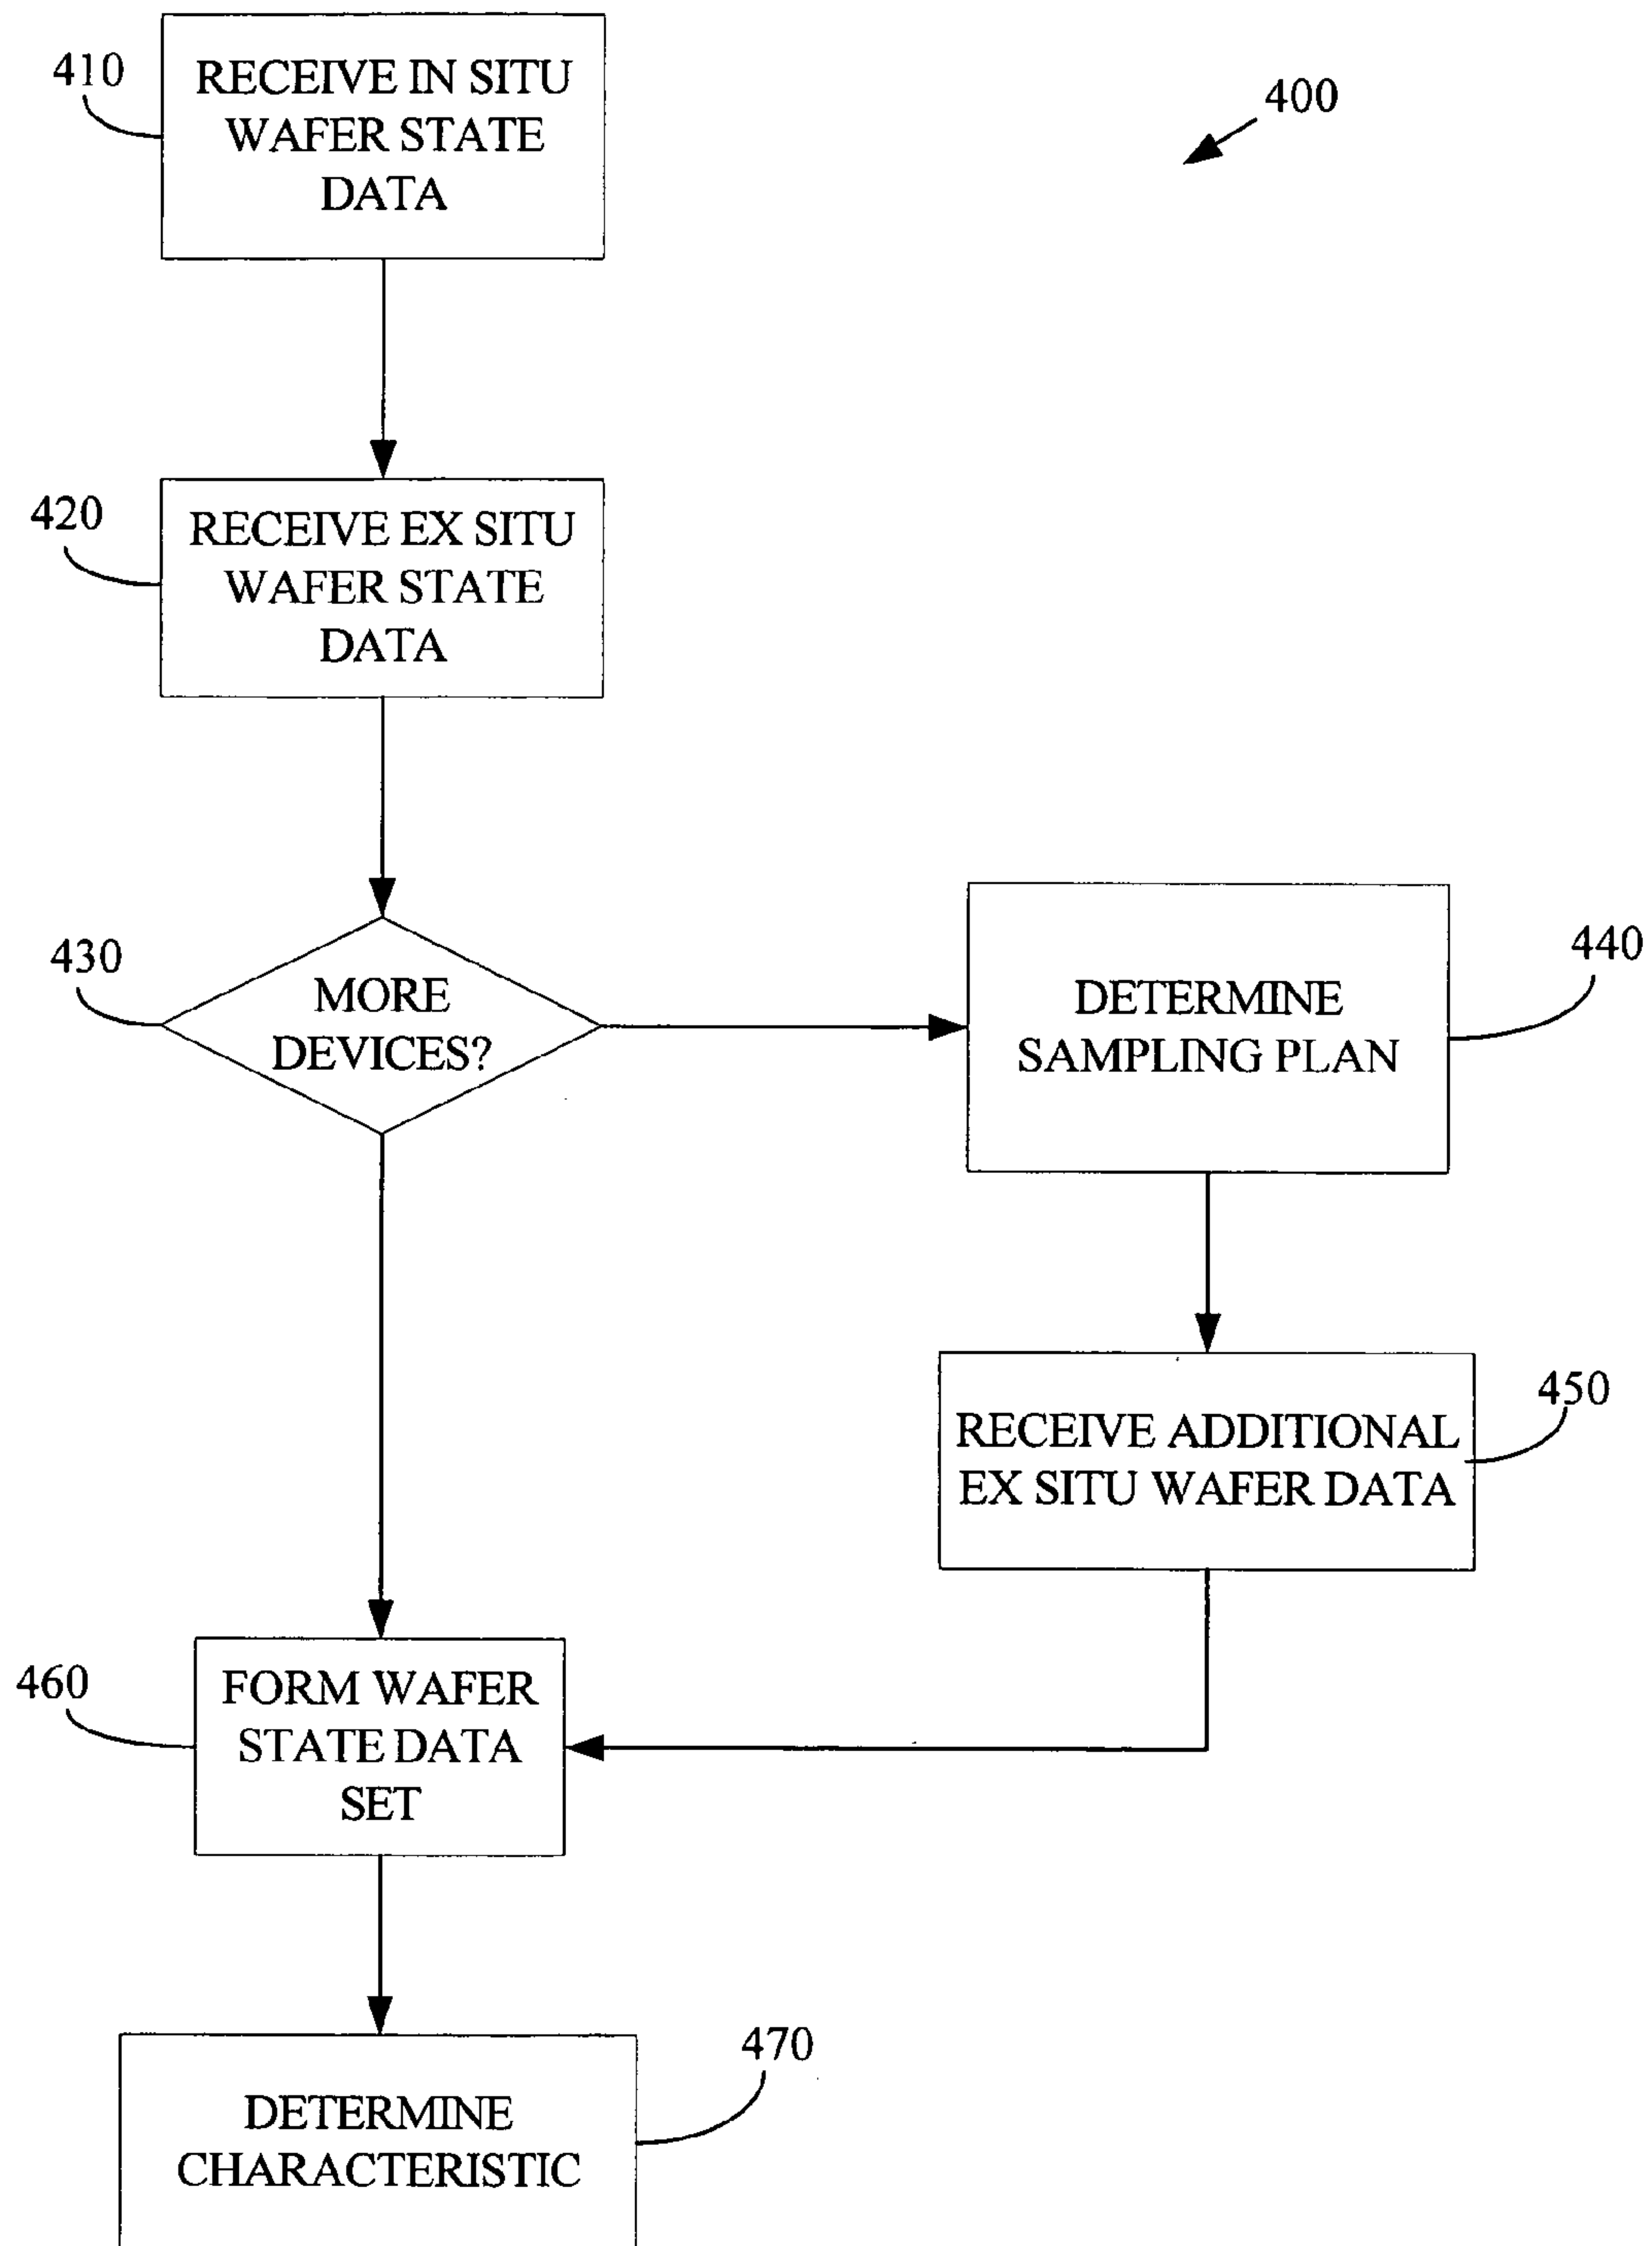 410
RECEIVE IN SITU
WAFER STATE
DATA
400
420
RECEIVE EX SITU
WAFER STATE
DATA
430
MORE
DEVICES?
440
DETERMINE
SAMPLING PLAN
450
RECEIVE ADDITIONAL
EX SITU WAFER DATA
460
FORM WAFER
STATE DATA
SET
470
DETERMINE
CHARACTERISTIC